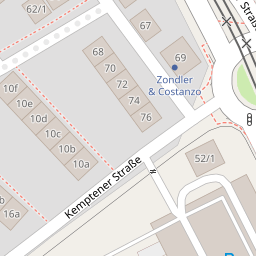 62/1
67
68
70
72
74
76
69
Zondler
& Costanzo
10f
10e
10d
10c
10b
10a
10b
16a
52/1
Kemptener Straße